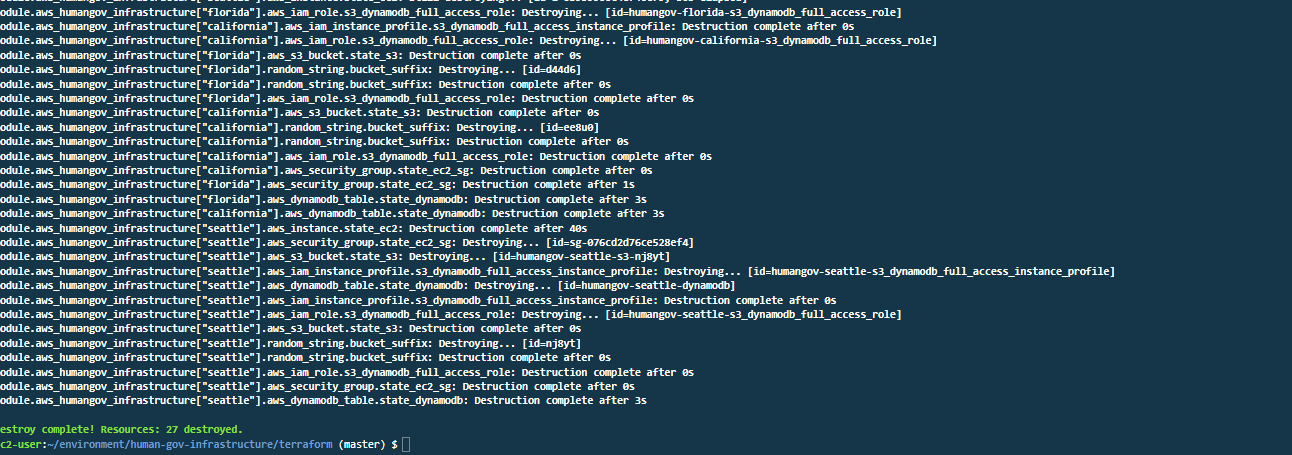 odule.aws_humangov_infrastructure["florida"].aws_iam_role.s3_dynamodb_full_access_role: Destroying... [id=humangov-florida-s3_dynamodb_full_access_role]
odule.aws_humangov_infrastructure["california"].aws_iam_instance_profile.s3_dynamodb_full_access_instance_profile: Destruction complete after 0s
odule.aws_humangov_infrastructure["california"].aws_iam_role.s3_dynamodb_full_access_role: Destroying... [id=humangov-california-s3_dynamodb_full_access_role]
odule.aws_humangov_infrastructure["florida"].aws_s3_bucket.state_s3: Destruction complete after 0s
odule.aws_humangov_infrastructure["florida"].random_string.bucket_suffix: Destroying... [id=d44d6]
odule.aws_humangov_infrastructure["florida"].random_string.bucket_suffix: Destruction complete after 0s
odule.aws_humangov_infrastructure["florida"].aws_iam_role.s3_dynamodb_full_access_role: Destruction complete after 0s
odule.aws_humangov_infrastructure["california"].aws_s3_bucket.state_s3: Destruction complete after 0s
odule.aws_humangov_infrastructure["california"].random_string.bucket_suffix: Destroying... [id=ee8u0]
odule.aws_humangov_infrastructure["california"].random_string.bucket_suffix: Destruction complete after 0s
odule.aws_humangov_infrastructure["california"].aws_iam_role.s3_dynamodb_full_access_role: Destruction complete after 0s
odule.aws_humangov_infrastructure["california"].aws_security_group.state_ec2_sg: Destruction complete after 0s
odule.aws_humangov_infrastructure["florida"].aws_security_group.state_ec2_sg: Destruction complete after 1s
odule.aws_humangov_infrastructure["florida"].aws_dynamodb_table.state_dynamodb: Destruction complete after 3s
odule.aws_humangov_infrastructure["california"].aws_dynamodb_table.state_dynamodb: Destruction complete after 3s
odule.aws_humangov_infrastructure["seattle"].aws_instance.state_ec2: Destruction complete after 40s
odule.aws_humangov_infrastructure["seattle"].aws_security_group.state_ec2_sg: Destroying... [id=sg-076cd2d76ce528ef4]
odule.aws_humangov_infrastructure["seattle"].aws_s3_bucket.state_s3: Destroying... [id=humangov-seattle-s3-nj8yt]
odule.aws_humangov_infrastructure["seattle"].aws_iam_instance_profile.s3_dynamodb_full_access_instance_profile: Destroying... [id=humangov-seattle-s3_dynamodb_full_access_instance_profile]
odule.aws_humangov_infrastructure["seattle"].aws_dynamodb_table.state_dynamodb: Destroying... [id=humangov-seattle-dynamodb]
odule.aws_humangov_infrastructure["seattle"].aws_iam_instance_profile.s3_dynamodb_full_access_instance_profile: Destruction complete after 0s
odule.aws_humangov_infrastructure["seattle"].aws_iam_role.s3_dynamodb_full_access_role: Destroying... [id=humangov-seattle-s3_dynamodb_full_access_role]
odule.aws_humangov_infrastructure["seattle"].aws_s3_bucket.state_s3: Destruction complete after 0s
odule.aws_humangov_infrastructure["seattle"].random_string.bucket_suffix: Destroying... [id=nj8yt]
odule.aws_humangov_infrastructure["seattle"].random_string.bucket_suffix: Destruction complete after 0s
odule.aws_humangov_infrastructure["seattle"].aws_iam_role.s3_dynamodb_full_access_role: Destruction complete after 0s
odule.aws_humangov_infrastructure["seattle"].aws_security_group.state_ec2_sg: Destruction complete after 0s
odule.aws_humangov_infrastructure["seattle"].aws_dynamodb_table.state_dynamodb: Destruction complete after 3s
estroy complete! Resources: 27 destroyed.
c2-user:~/environment/human-gov-infrastructure/terraform (master) $